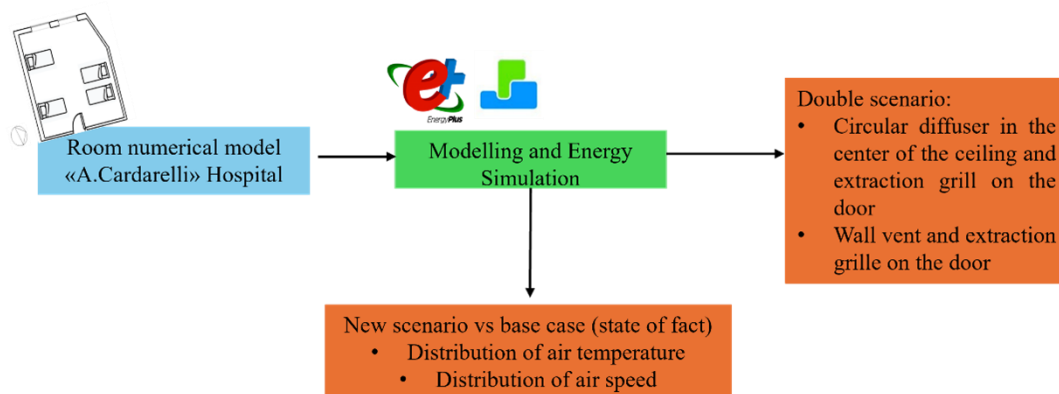 EnergyPlus
Room numerical model
«A.Cardarelli» Hospital
Modelling and Energy
Simulation
Double scenario:
• Circular diffuser in the
center of the ceiling and
extraction grill on the
door
• Wall vent and extraction
grille on the door
New scenario vs base case (state of fact)
• Distribution of air temperature
• Distribution of air speed